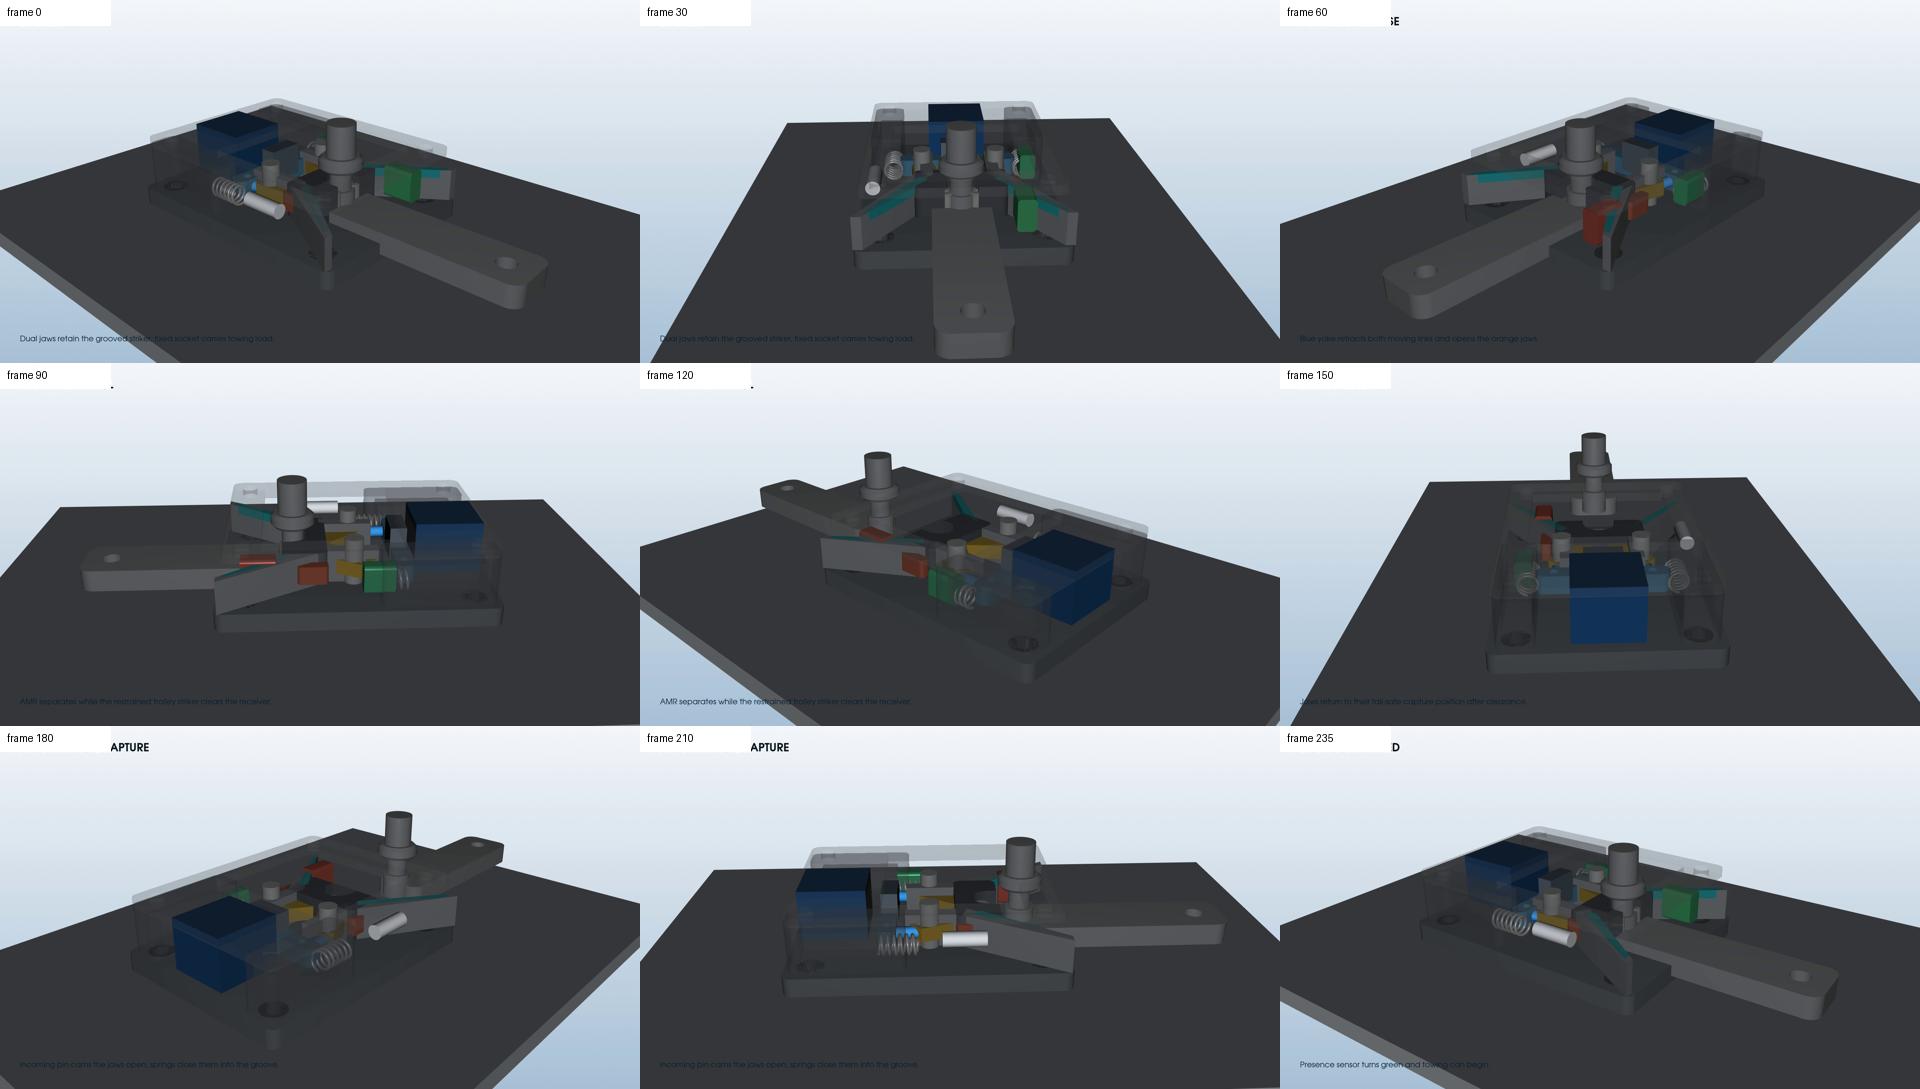 frame 0
Dual jaws retain the grooved striker; fixed socket carries towing load.
frame 30
Dual jaws retain the grooved striker; fixed socket carries towing load.
frame 60
SE
Blue yoke retracts both moving links and opens the orange jaws.
frame 90
AMR separates while the restrained trolley striker clears the receiver.
frame 120
AMR separates while the restrained trolley striker clears the receiver.
frame 150
Jaws return to their fail-safe capture position after clearance.
frame 180
APTURE
Incoming pin cams the jaws open; springs close them into the groove.
frame 210
APTURE
Incoming pin cams the jaws open; springs close them into the groove.
frame 235
D
Presence sensor turns green and towing can begin.